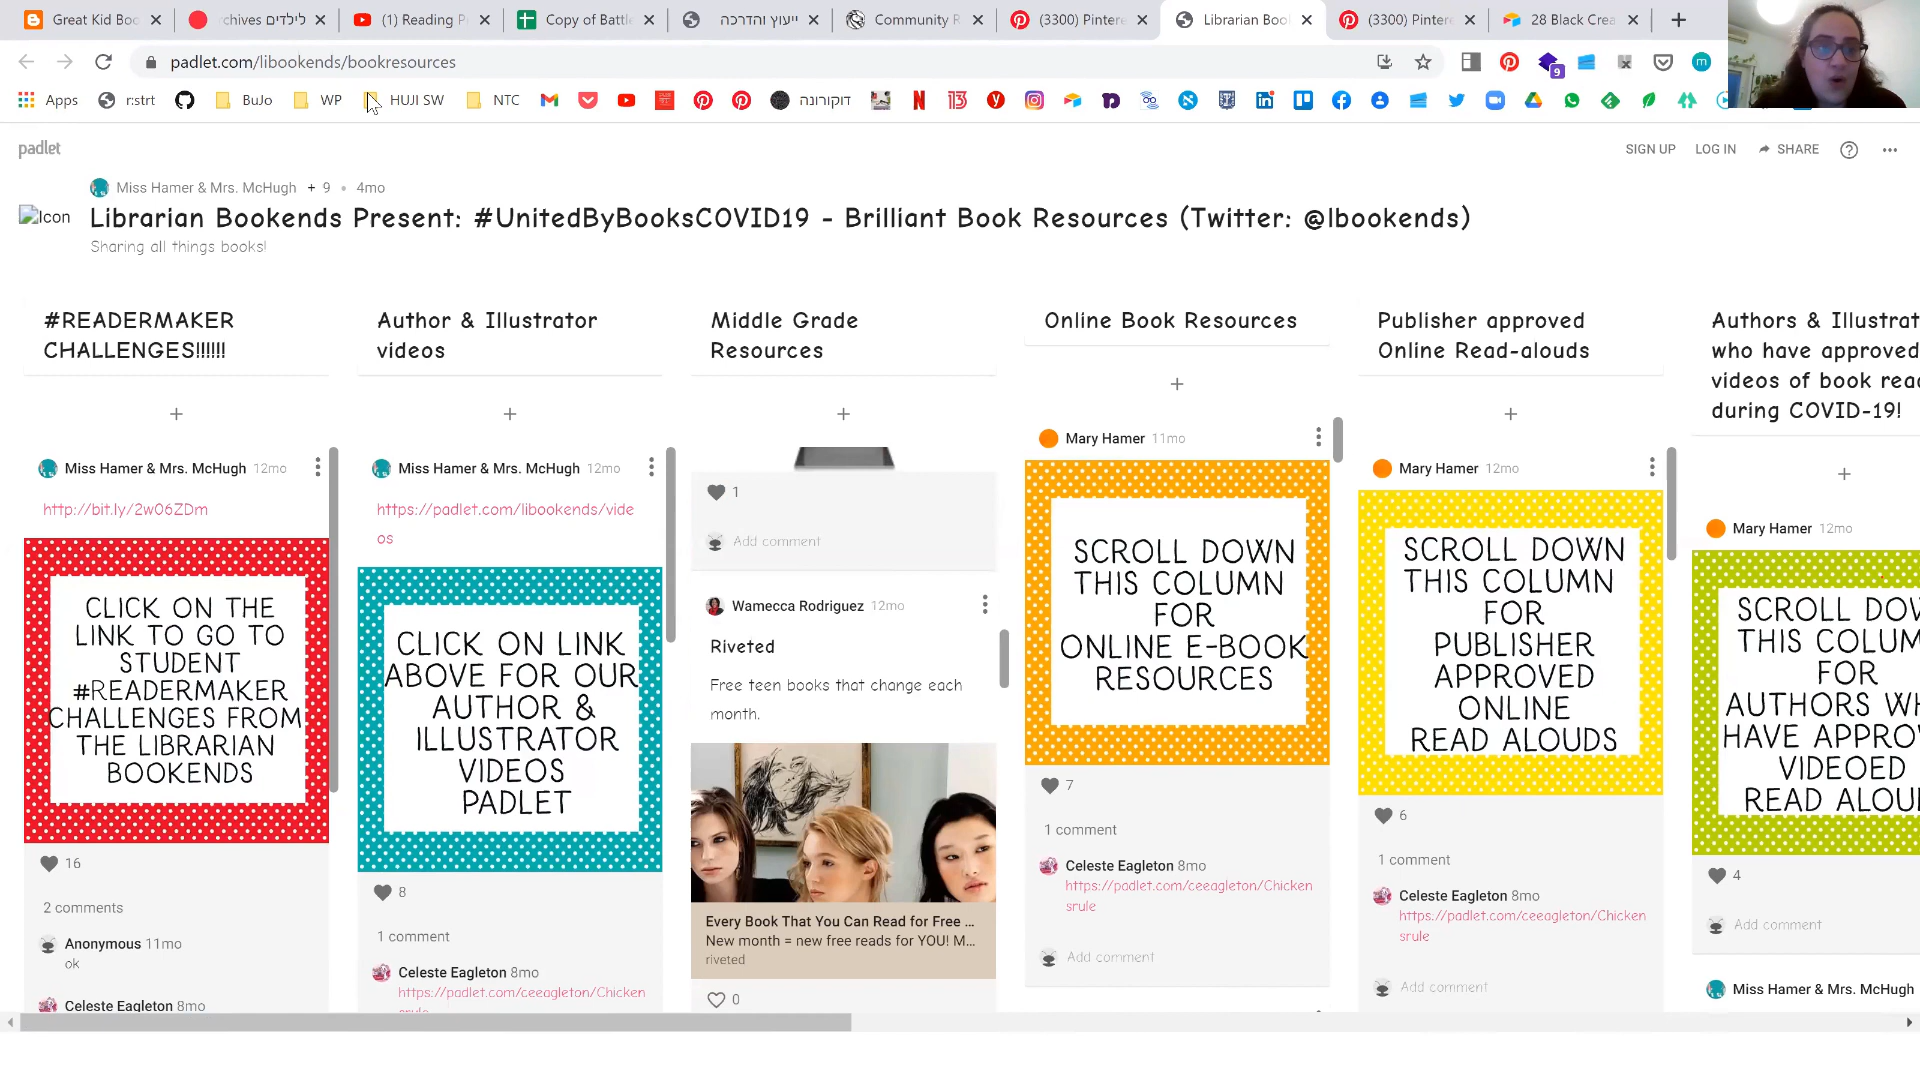 Great Kid Boo
rchives לילדים
(1) Reading P
Copy of Battl
ייעוץ והדרכה
Community R
(3300) Pintere
Librarian Boo
(3300) Pintere
28 Black Crea
padlet.com/libookends/bookresources
9
m
Apps
r:strt
BuJo
WP
HUJI SW
NTC
דוקורונה
padlet
SIGN UP
LOG IN
SHARE
Miss Hamer & Mrs. McHugh + 9 • 4mo
Icon
Librarian Bookends Present: #UnitedByBooksCOVID19 - Brilliant Book Resources (Twitter: @lbookends)
Sharing all things books!
#READERMAKER
CHALLENGES!!!!!!
Miss Hamer & Mrs. McHugh 12mo
http://bit.ly/2w06ZDm
CLICK ON THE
LINK TO GO TO
STUDENT
#READERMAKER
CHALLENGES FROM
THE LIBRARIAN
BOOKENDS
16
2 comments
Anonymous 11mo
ok
Celeste Eagleton 8mo
Author & Illustrator
videos
Miss Hamer & Mrs. McHugh 12mo
https://padlet.com/libookends/vide
os
CLICK ON LINK
ABOVE FOR OUR
AUTHOR &
ILLUSTRATOR
VIDEOS
PADLET
8
1 comment
Celeste Eagleton 8mo
https://padlet.com/ceeagleton/Chicken
Middle Grade
Resources
1
Add comment
Wamecca Rodriguez 12mo
Riveted
Free teen books that change each
month.
Every Book That You Can Read for Free ...
New month = new free reads for YOU! M...
riveted
0
Online Book Resources
Mary Hamer 11mo
SCROLL DOWN
THIS COLUMN
FOR
ONLINE E-BOOK
RESOURCES
7
1 comment
Celeste Eagleton 8mo
https://padlet.com/ceeagleton/Chicken
srule
Add comment
Publisher approved
Online Read-alouds
Mary Hamer 12mo
SCROLL DOWN
THIS COLUMN
FOR
PUBLISHER
APPROVED
ONLINE
READ ALOUDS
6
1 comment
Celeste Eagleton 8mo
https://padlet.com/ceeagleton/Chicken
srule
Add comment
Authors & Illustrat
who have approved
videos of book rea
during COVID-19!
Mary Hamer 12mo
SCROLL DOW
THIS COLUM
FOR
AUTHORS WH
HAVE APPROV
VIDEOED
READ ALOU
4
Add comment
Miss Hamer & Mrs. McHugh